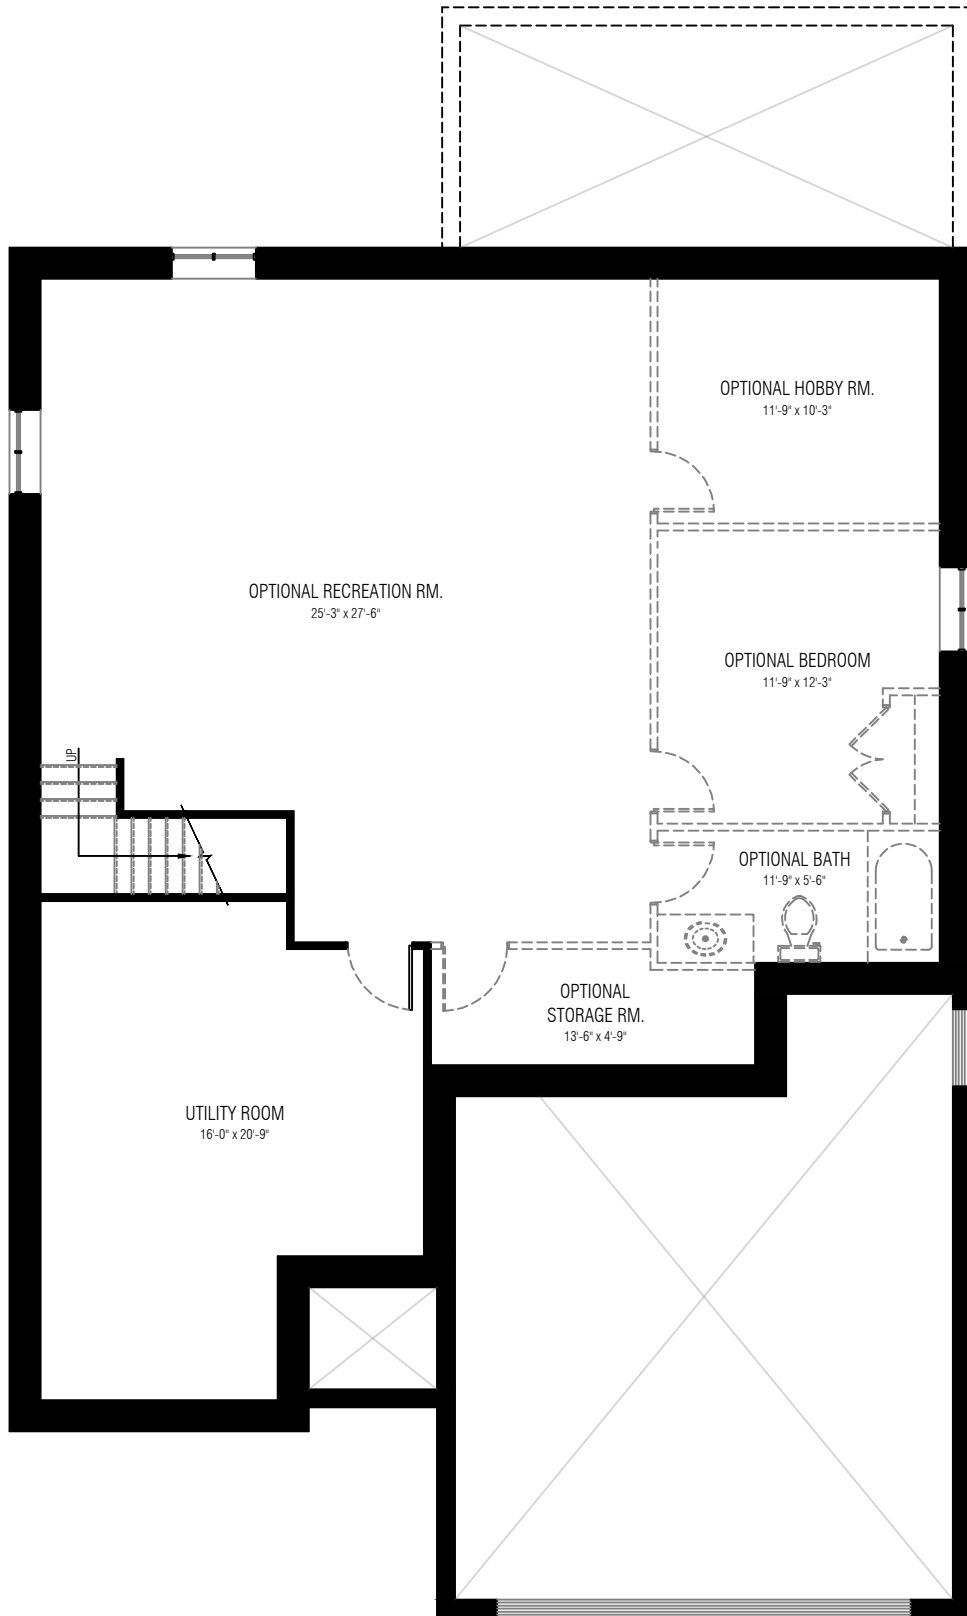 OPTIONAL HOBBY RM.
11'-9" x 10'-3"
OPTIONAL RECREATION RM.
25'-3" x 27'-6"
OPTIONAL BEDROOM
11'-9" x 12'-3"
UP
OPTIONAL BATH
11'-9" x 5'-6"
OPTIONAL
STORAGE RM.
13'-6" x 4'-9"
UTILITY ROOM
16'-0" x 20'-9"